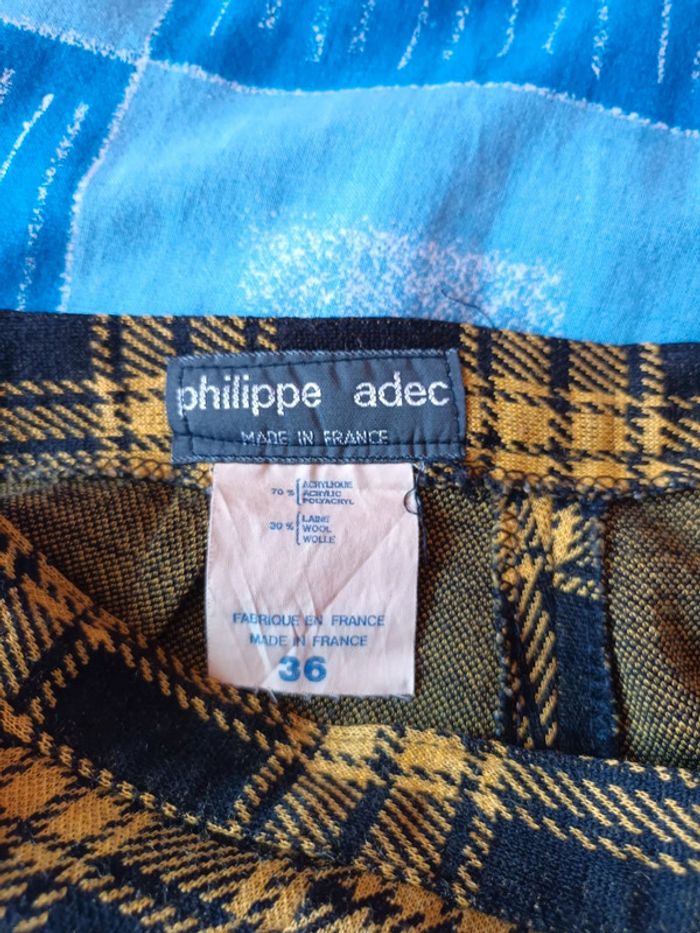 philippe adec
MADE IN FRANCE
70 % ACRYLIQUE
ACRYLIC
POLYACRYL
30 % LAINE
WOOL
WOLLE
FABRIQUE EN FRANCE
MADE IN FRANCE
36